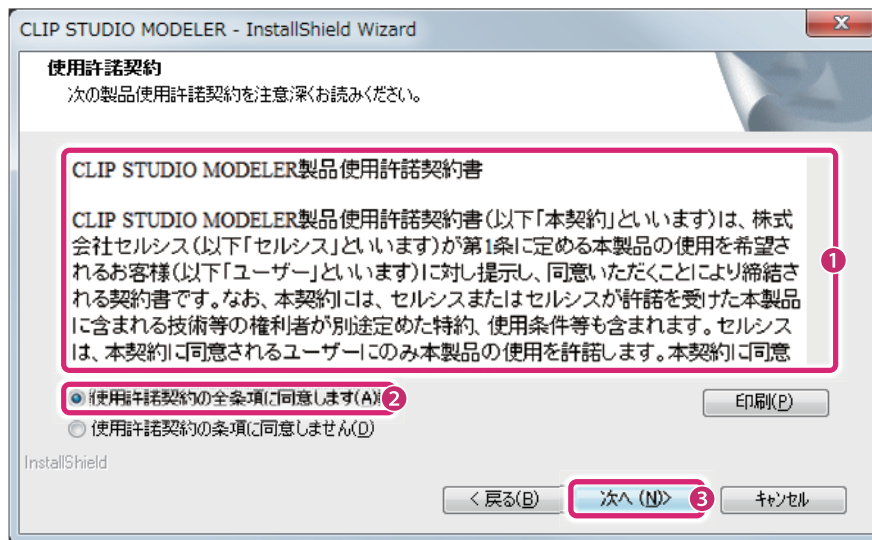 CLIP STUDIO MODELER - InstallShield Wizard
使用許諾契約
次の製品使用許諾契約を注意深くお読みください。
CLIP STUDIO MODELER製品使用許諾契約書
CLIP STUDIO MODELER製品使用許諾契約書(以下「本契約」といいます)は、株式
会社セルシス(以下「セルシス」といいます)が第1条に定める本製品の使用を希望さ
れるお客様(以下「ユーザー」といいます)に対し提示し、同意いただくことにより締結さ
れる契約書です。なお、本契約には、セルシスまたはセルシスが許諾を受けた本製品
に含まれる技術等の権利者が別途定めた特約、使用条件等も含まれます。セルシス
は、本契約に同意されるユーザーにのみ本製品の使用を許諾します。本契約に同意
1
使用許諾契約の全条項に同意します(A) 2
印刷(P)
使用許諾契約の条項に同意しません(D)
InstallShield
< 戻る(B) 次へ (N)> 3 キャンセル